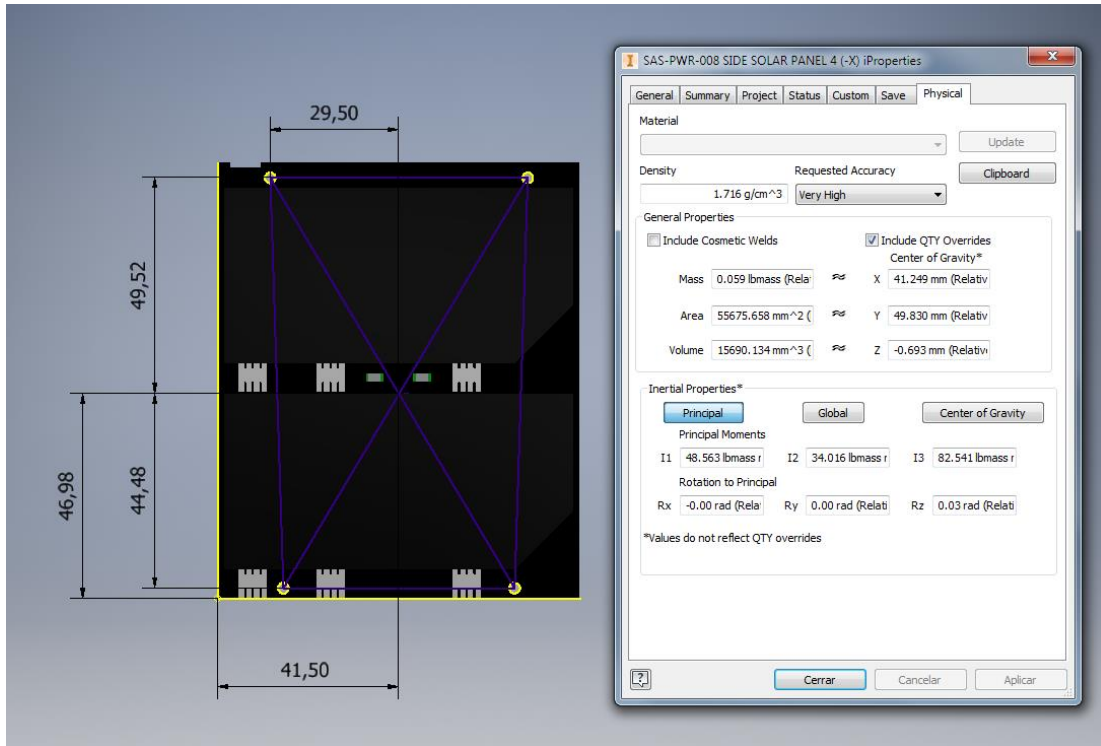 29,50
49,52
46,98
44,48
41,50
SAS-PWR-008 SIDE SOLAR PANEL 4 (-X) iProperties
General Summary Project Status Custom Save Physical
Material
Update
Density Requested Accuracy
Clipboard
1.716 g/cm^3 Very High
General Properties
Include Cosmetic Welds Include QTY Overrides
Center of Gravity*
Mass 0.059 lbmass (Rela ≈ X 41.249 mm (Relativ
Area 55675.658 mm^2 ( ≈ Y 49.830 mm (Relativ
Volume 15690.134 mm^3 ( ≈ Z -0.693 mm (Relativ
Inertial Properties*
Principal Global Center of Gravity
Principal Moments
I1 48.563 lbmass r I2 34.016 lbmass r I3 82.541 lbmass r
Rotation to Principal
Rx -0.00 rad (Rela Ry 0.00 rad (Relati Rz 0.03 rad (Relati
*Values do not reflect QTY overrides
? Cerrar Cancelar Aplicar